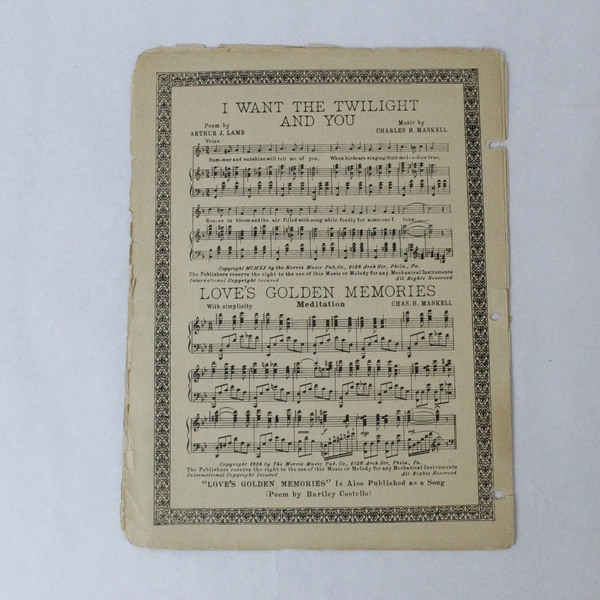 I WANT THE TWILIGHT
AND YOU
Poem by
ARTHUR J. LAMB
Music by
CHARLES H. MASKELL
Voice
Summer and sunshine will tell me of you, When birds are singing their melodies true,
Roses in bloom and the air filled with song while fondly for someone I long
Copyright MCMXX by the Morris Music Pub. Co., 1028 Arch Str., Phila., Pa.
The Publishers reserve the right to the use of this Music or Melody for any Mechanical Instruments
International Copyright Secured All Rights Reserved
LOVE'S GOLDEN MEMORIES
With simplicity Meditation CHAS. H. MASKELL
Copyright 1920 by The Morris Music Pub. Co., 1028 Arch Str., Phila., Pa.
The Publishers reserve the right to the use of this Music or Melody for any Mechanical Instruments
International Copyright Secured All Rights Reserved
"LOVE'S GOLDEN MEMORIES" Is Also Published as a Song
(Poem by Bartley Costello)